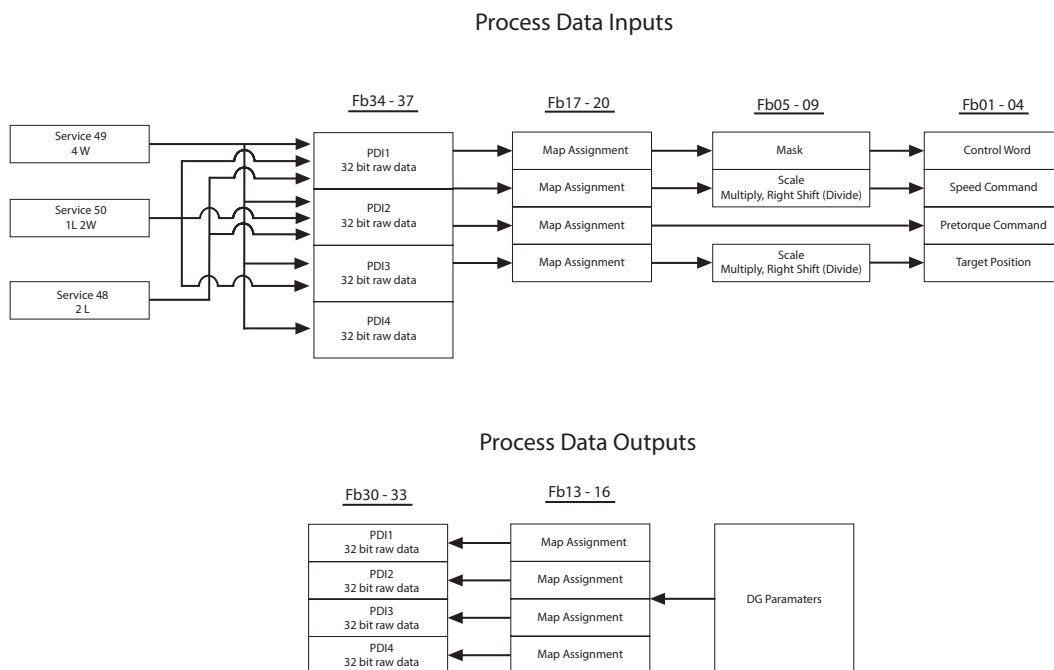 Process Data Inputs
Fb34 - 37
Fb17 - 20
Fb05 - 09
Fb01 - 04
Service 49
4 W
Service 50
1L 2W
Service 48
2 L
PDI1
32 bit raw data
PDI2
32 bit raw data
PDI3
32 bit raw data
PDI4
32 bit raw data
Map Assignment
Map Assignment
Map Assignment
Map Assignment
Mask
Scale
Multiply, Right Shift (Divide)
Scale
Multiply, Right Shift (Divide)
Control Word
Speed Command
Pretorque Command
Target Position
Process Data Outputs
Fb30 - 33
Fb13 - 16
PDI1
32 bit raw data
PDI2
32 bit raw data
PDI3
32 bit raw data
PDI4
32 bit raw data
Map Assignment
Map Assignment
Map Assignment
Map Assignment
DG Paramaters